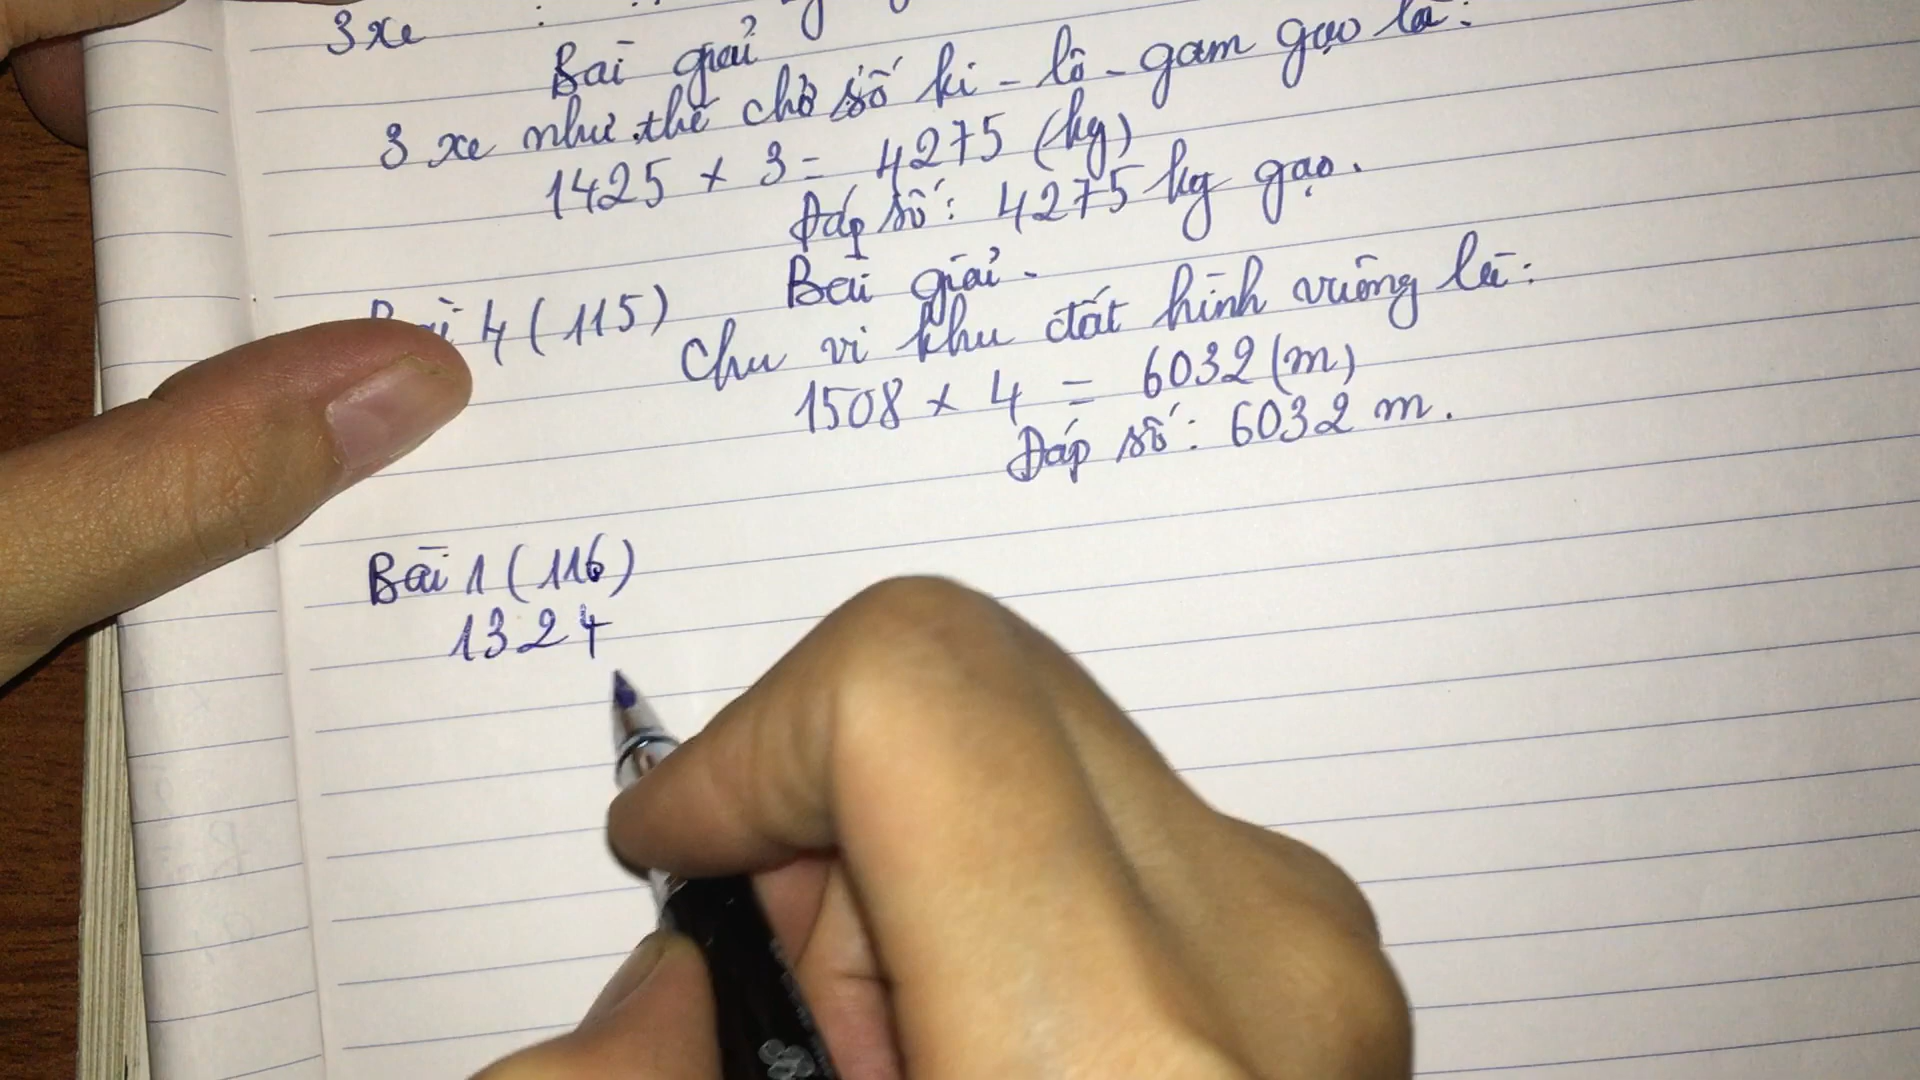 3 xe
Bài giải
3 xe như thế chở số ki-lô-gam gạo là:
1425 x 3 = 4275 (kg)
Đáp số: 4275 kg gạo.
Bài 4 (115)
Bài giải.
Chu vi khu đất hình vuông là:
1508 x 4 = 6032 (m)
Đáp số: 6032 m.
Bài 1 (116)
1324